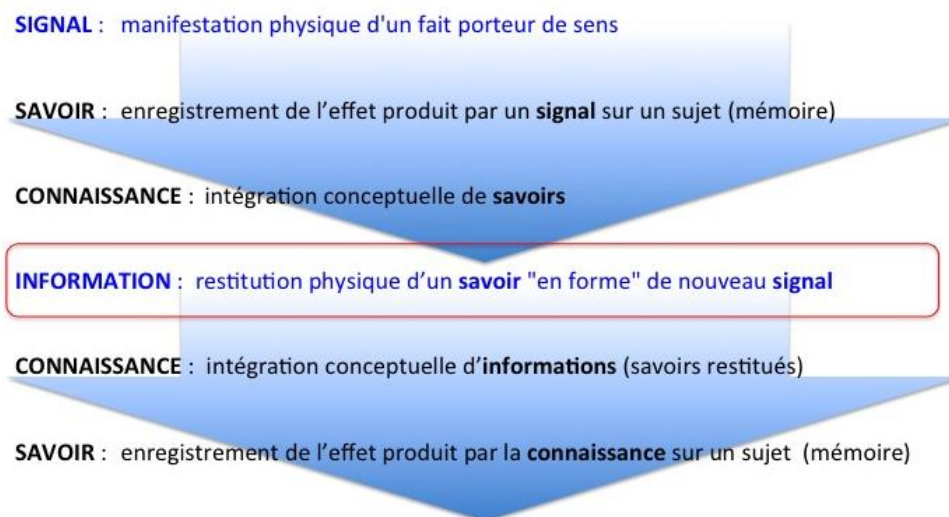 SIGNAL : manifestation physique d'un fait porteur de sens
SAVOIR : enregistrement de l’effet produit par un signal sur un sujet (mémoire)
CONNAISSANCE : intégration conceptuelle de savoirs
INFORMATION : restitution physique d’un savoir "en forme" de nouveau signal
CONNAISSANCE : intégration conceptuelle d’informations (savoirs restitués)
SAVOIR : enregistrement de l’effet produit par la connaissance sur un sujet (mémoire)